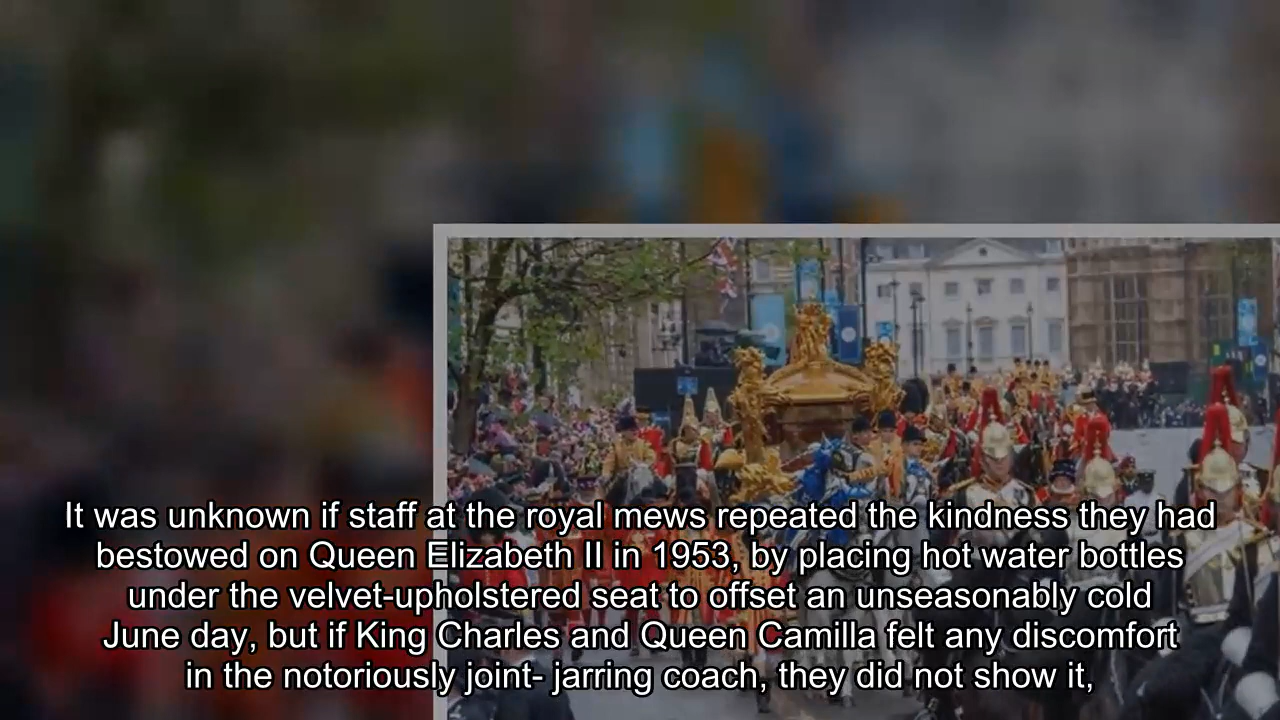 It was unknown if staff at the royal mews repeated the kindness they had
bestowed on Queen Elizabeth II in 1953, by placing hot water bottles
under the velvet-upholstered seat to offset an unseasonably cold
June day, but if King Charles and Queen Camilla felt any discomfort
in the notoriously joint- jarring coach, they did not show it,